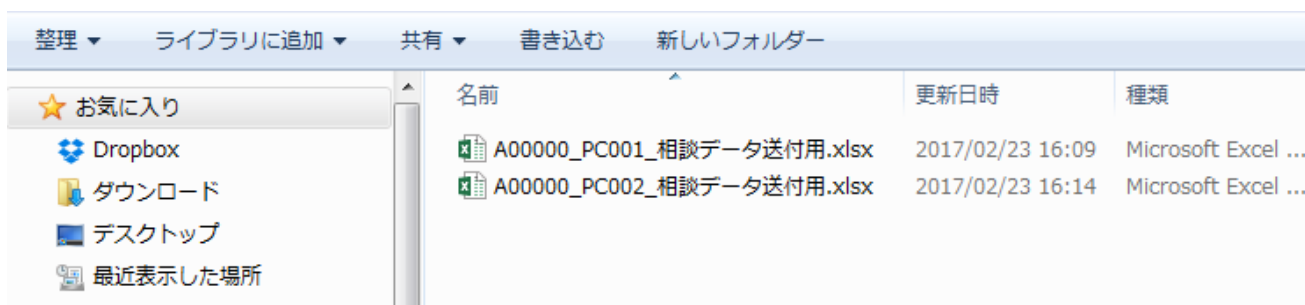 整理 ライブラリに追加 共有 書き込む 新しいフォルダー
お気に入り
Dropbox
ダウンロード
デスクトップ
最近表示した場所
名前 更新日時 種類
A00000_PC001_相談データ送付用.xlsx 2017/02/23 16:09 Microsoft Excel ...
A00000_PC002_相談データ送付用.xlsx 2017/02/23 16:14 Microsoft Excel ...